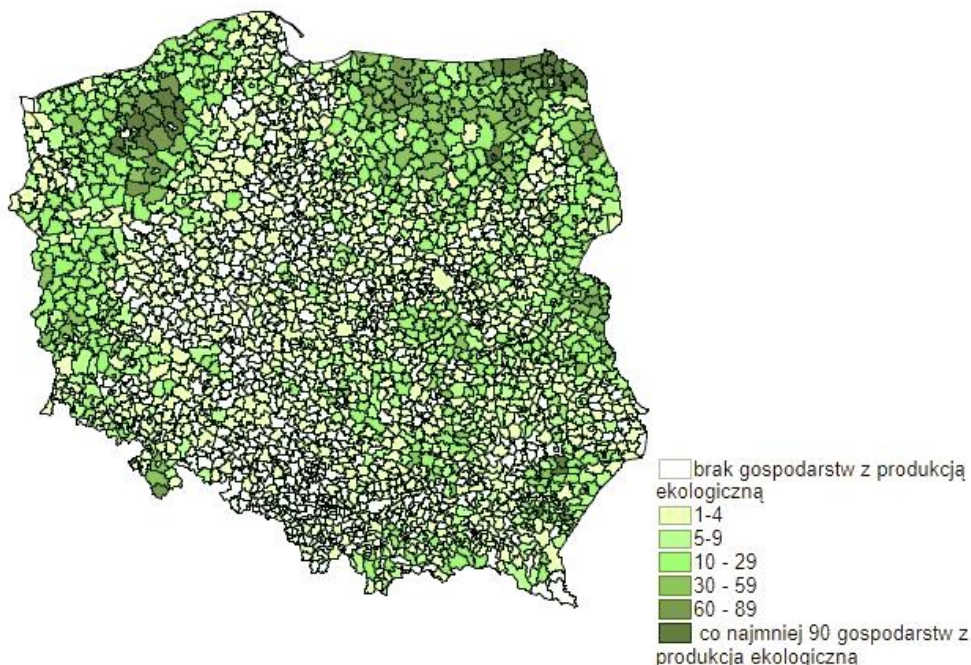 brak gospodarstw z produkcją
ekologiczną
1-4
5-9
10 - 29
30 - 59
60 - 89
co najmniej 90 gospodarstw z
produkcja ekologiczną